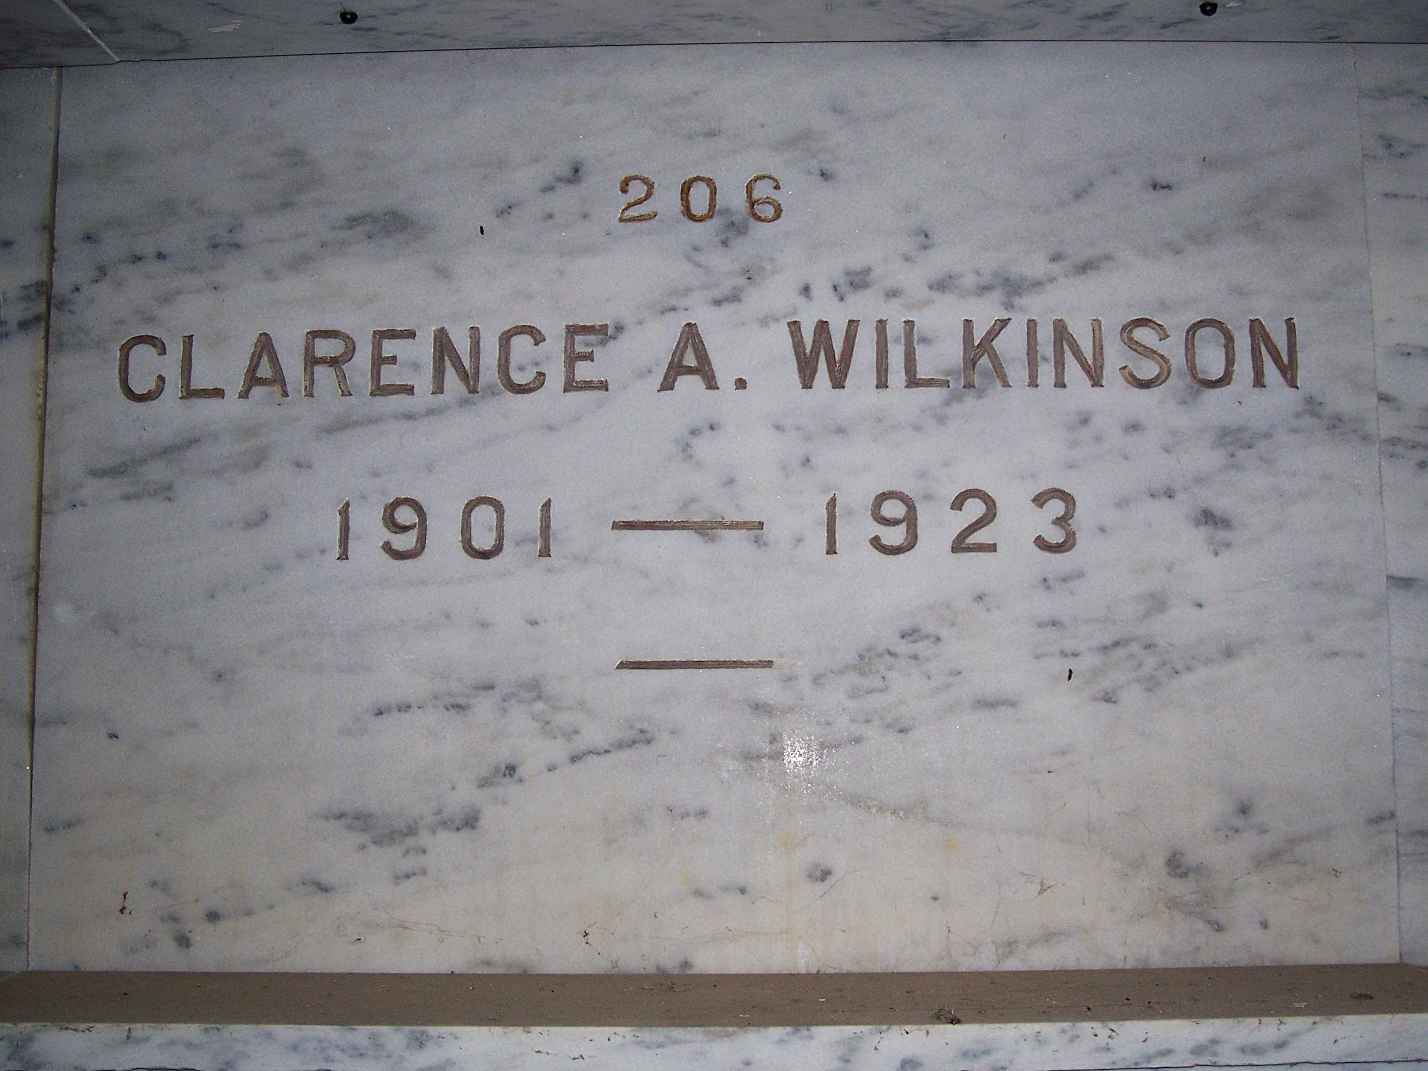 206
CLARENCE A. WILKINSON
1901 — 1923
—